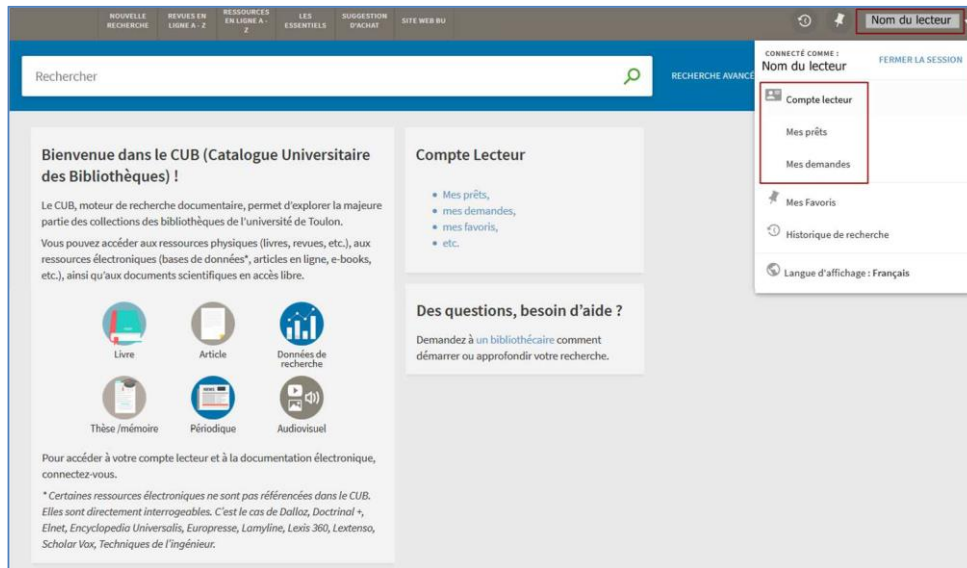 NOUVELLE
RECHERCHE
REVUES EN
LIGNE A - Z
RESSOURCES
EN LIGNE A -
Z
LES
ESSENTIELS
SUGGESTION
D'ACHAT
SITE WEB BU
Nom du lecteur
Rechercher
RECHERCHE AVANCÉ
CONNECTÉ COMME :
Nom du lecteur
FERMER LA SESSION
Compte lecteur
Mes prêts
Mes demandes
Mes Favoris
Historique de recherche
Langue d'affichage : Français
Bienvenue dans le CUB (Catalogue Universitaire
des Bibliothèques) !
Le CUB, moteur de recherche documentaire, permet d'explorer la majeure
partie des collections des bibliothèques de l'université de Toulon.
Vous pouvez accéder aux ressources physiques (livres, revues, etc.), aux
ressources électroniques (bases de données*, articles en ligne, e-books,
etc.), ainsi qu'aux documents scientifiques en accès libre.
Livre
Article
Données de
recherche
NEWS
Thèse /mémoire
Périodique
Audiovisuel
Pour accéder à votre compte lecteur et à la documentation électronique,
connectez-vous.
* Certaines ressources électroniques ne sont pas référencées dans le CUB.
Elles sont directement interrogeables. C'est le cas de Dalloz, Doctrinal +,
Elnet, Encyclopedia Universalis, Europresse, Lamyline, Lexis 360, Lextenso,
Scholar Vox, Techniques de l'ingénieur.
Compte Lecteur
• Mes prêts,
• mes demandes,
• mes favoris,
• etc.
Des questions, besoin d'aide ?
Demandez à un bibliothécaire comment
démarrer ou approfondir votre recherche.